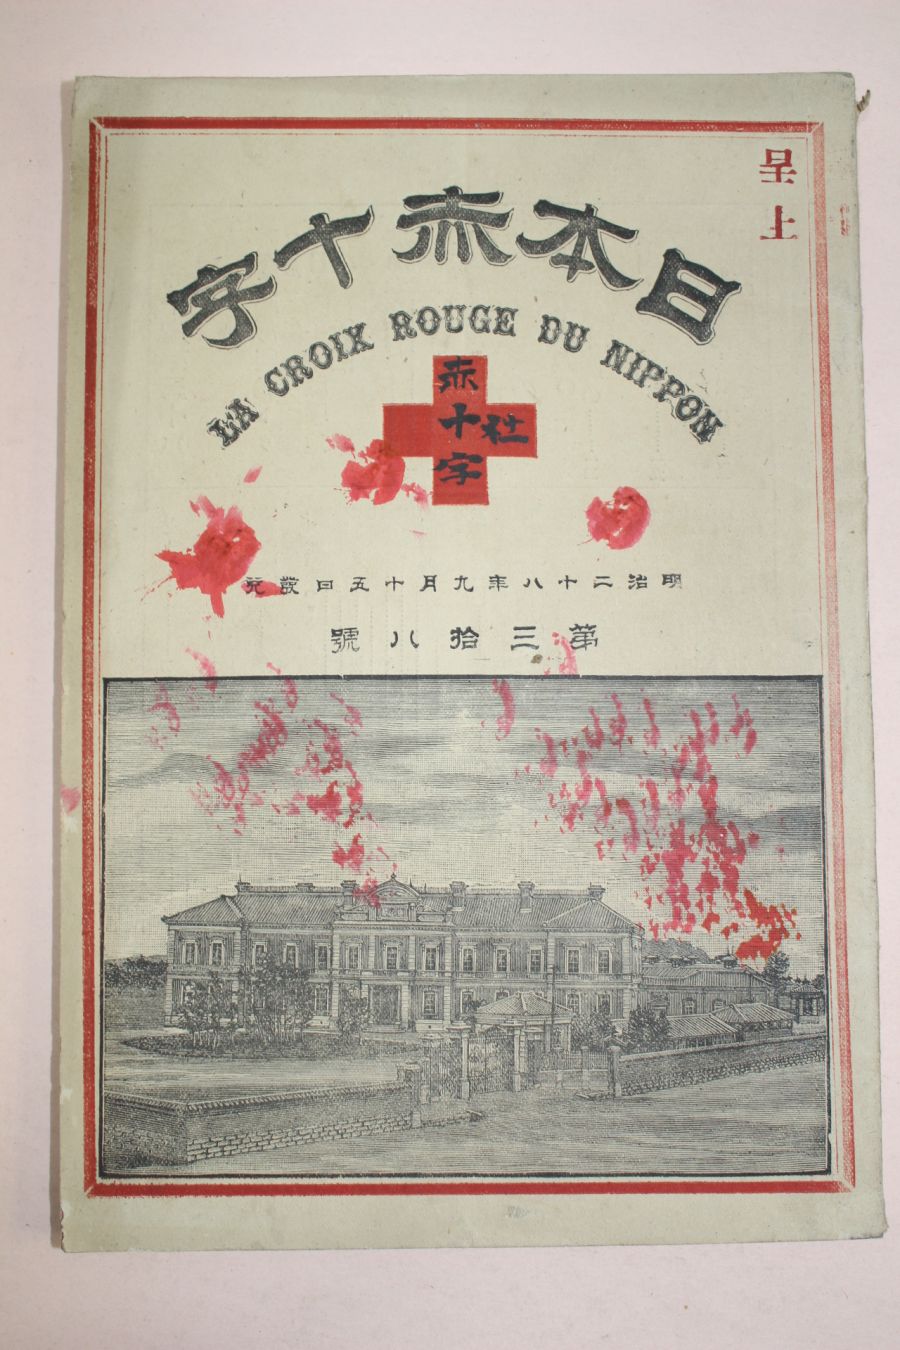 呈上
日本赤十字
LA CROIX ROUGE DU NIPPON
赤十字社
明治二十八年九月十五日發兌
第三拾八號